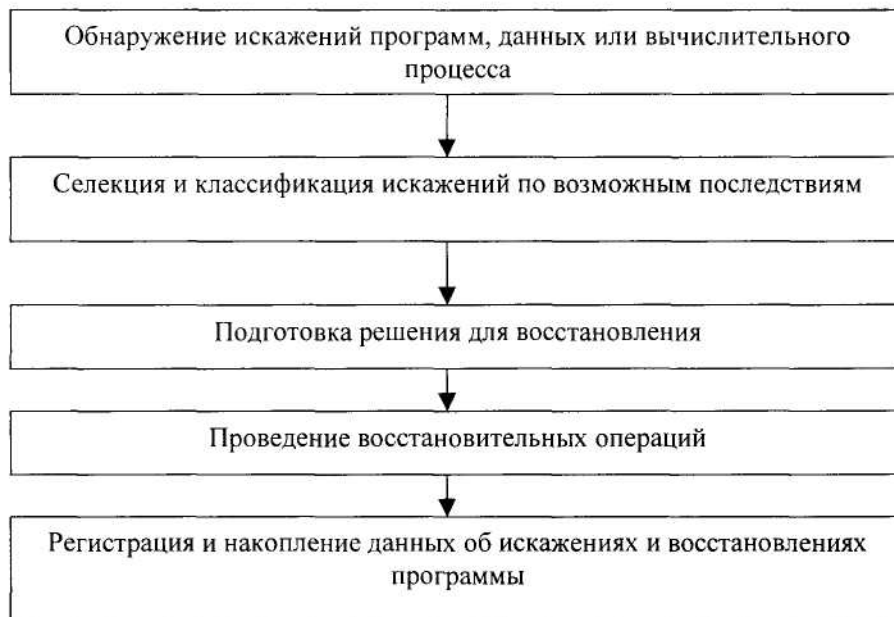 Обнаружение искажений программ, данных или вычислительного
процесса
Селекция и классификация искажений по возможным последствиям
Подготовка решения для восстановления
Проведение восстановительных операций
Регистрация и накопление данных об искажениях и восстановлениях
программы